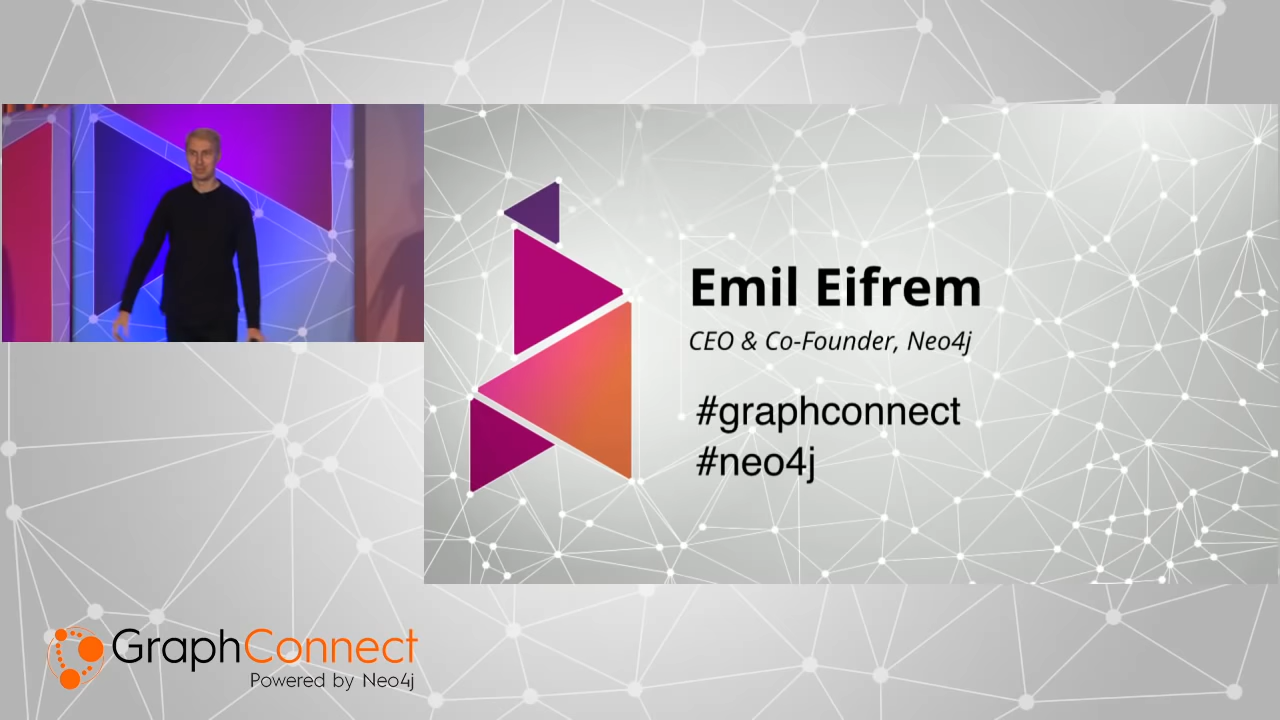 Emil Eifrem
CEO & Co-Founder, Neo4j
#graphconnect
#neo4j
GraphConnect
Powered by Neo4j